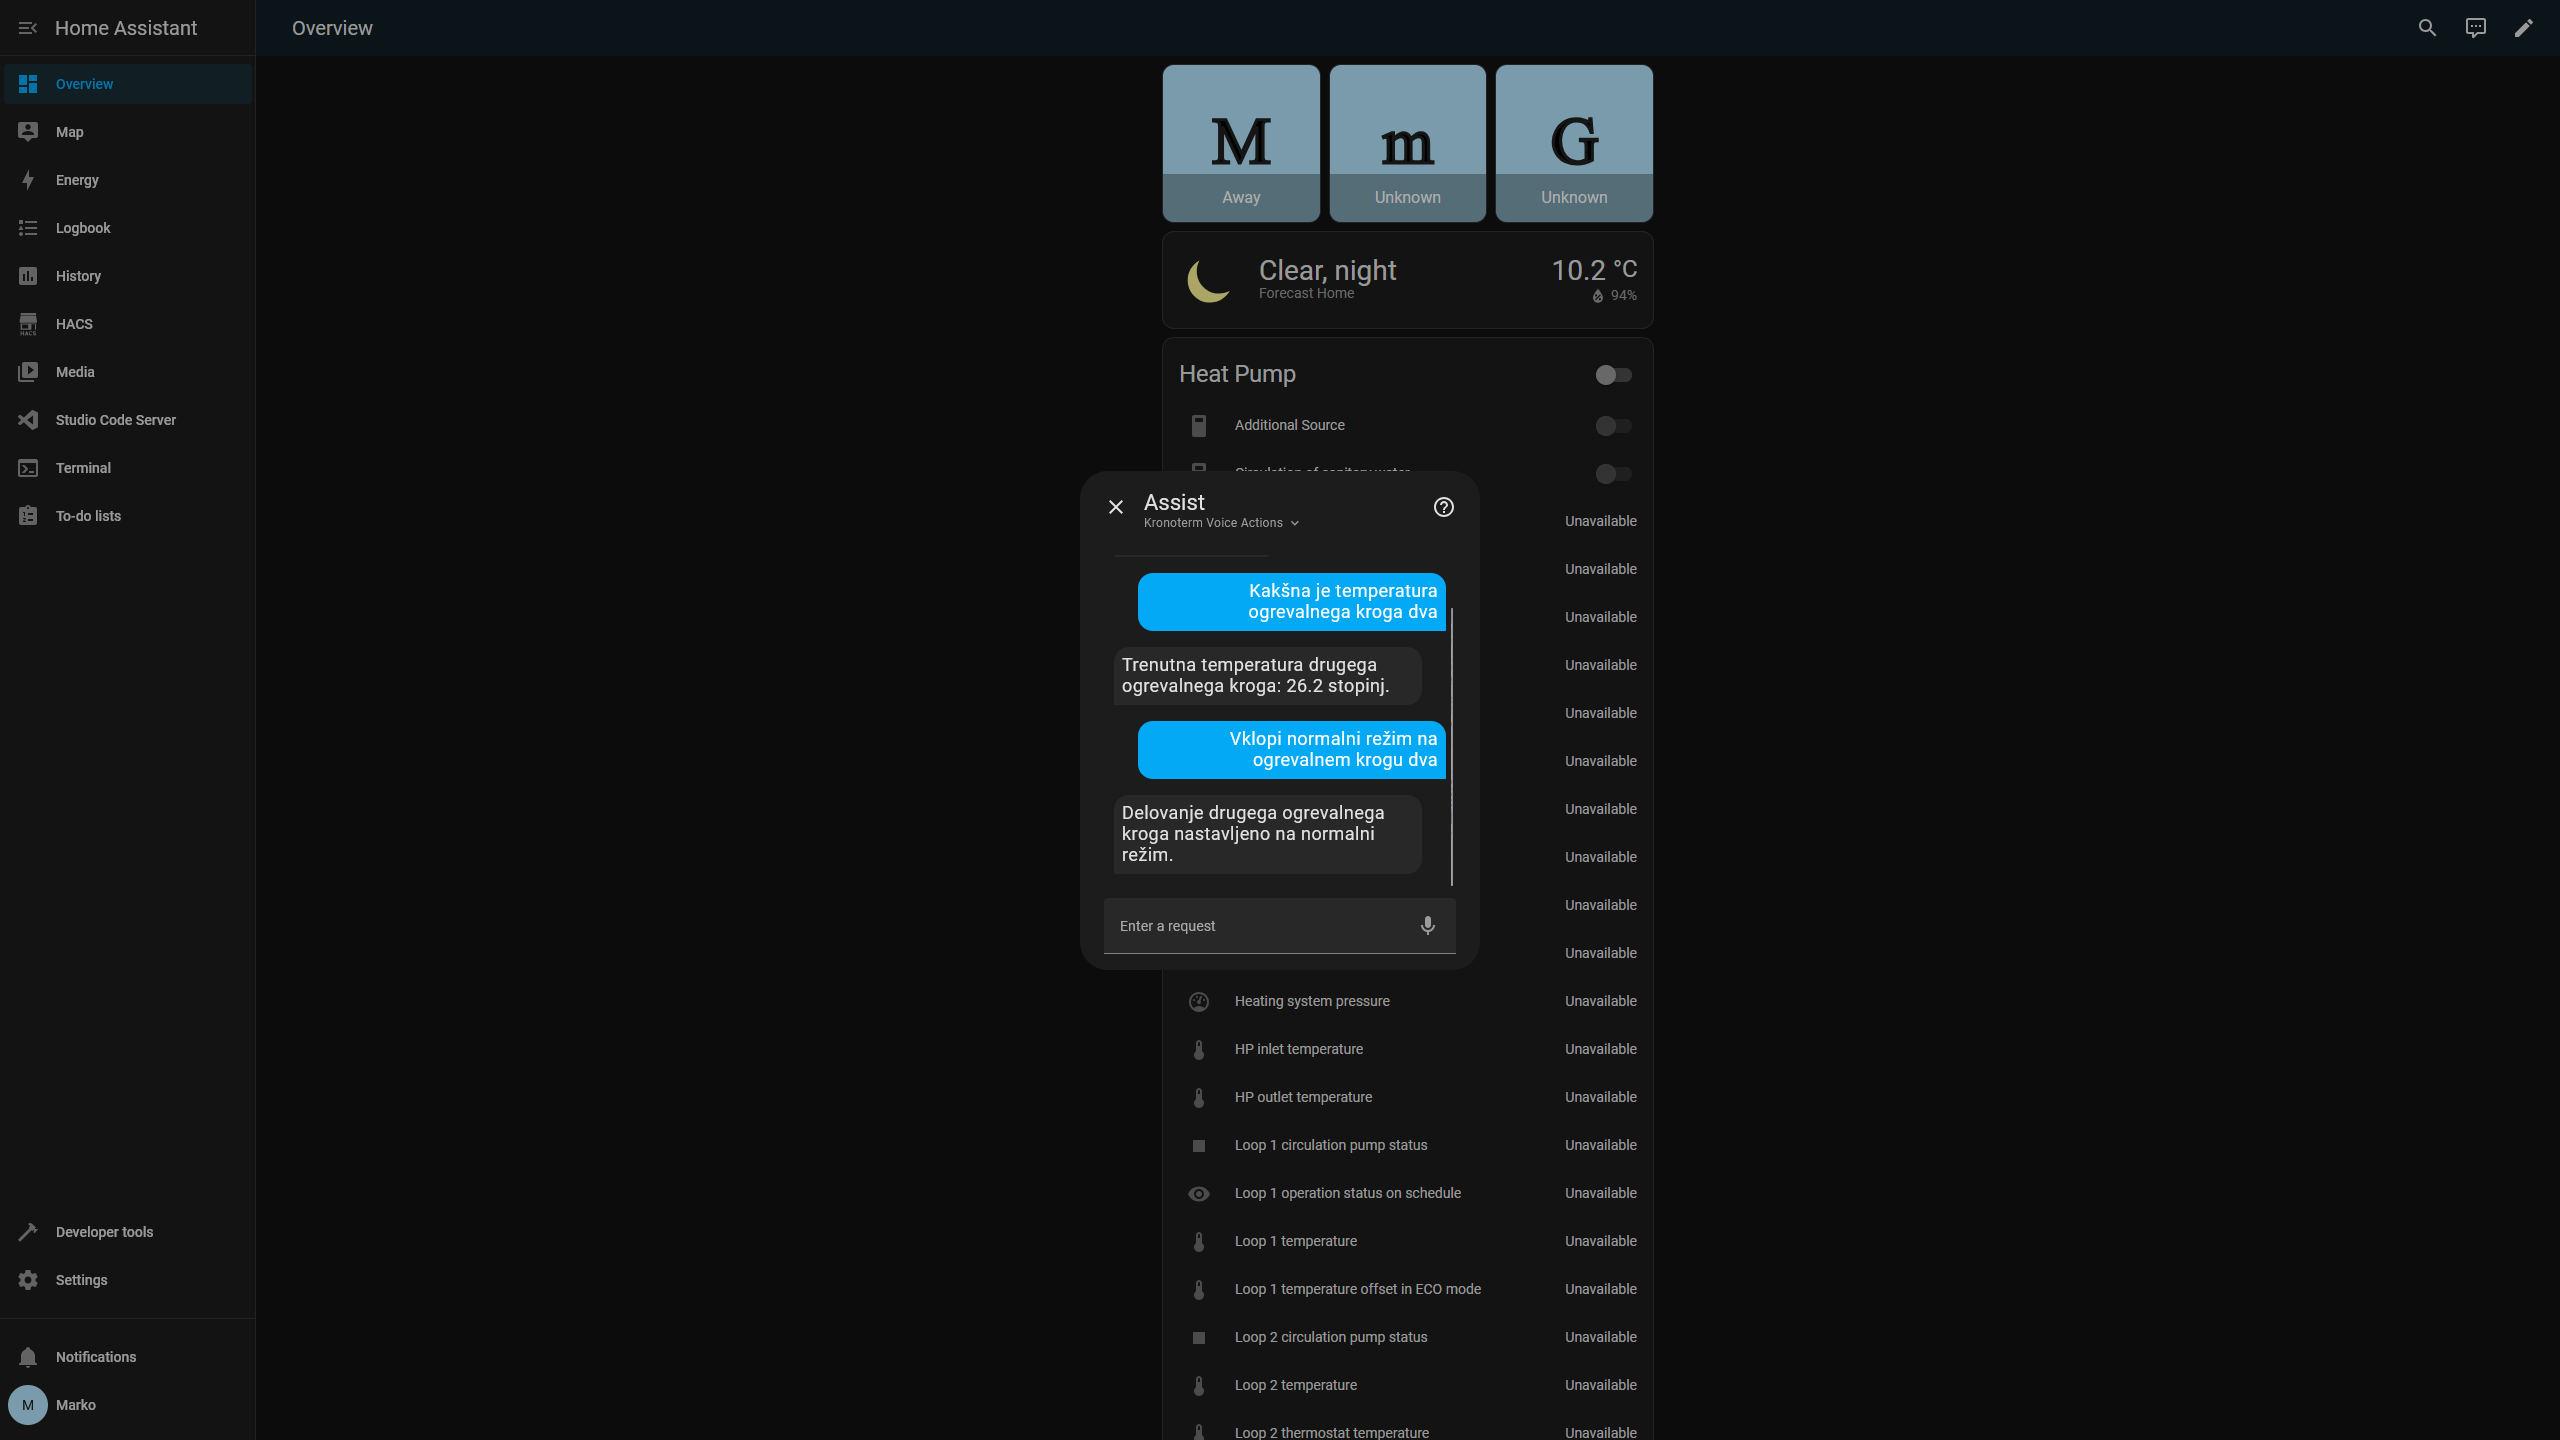 Home Assistant
Overview
Overview
Map
Energy
Logbook
History
HACS
Media
Studio Code Server
Terminal
To-do lists
Developer tools
Settings
Notifications
M
Marko
M
Away
m
Unknown
G
Unknown
Clear, night
Forecast Home
10.2 °C
94%
Heat Pump
Additional Source
Circulation of sanitary water
Unavailable
Unavailable
Unavailable
Unavailable
Unavailable
Unavailable
Unavailable
Unavailable
Unavailable
Unavailable
Assist
Kronoterm Voice Actions
Kakšna je temperatura
ogrevalnega kroga dva
Trenutna temperatura drugega
ogrevalnega kroga: 26.2 stopinj.
Vklopi normalni režim na
ogrevalnem krogu dva
Delovanje drugega ogrevalnega
kroga nastavljeno na normalni
režim.
Enter a request
Heating system pressure Unavailable
HP inlet temperature Unavailable
HP outlet temperature Unavailable
Loop 1 circulation pump status Unavailable
Loop 1 operation status on schedule Unavailable
Loop 1 temperature Unavailable
Loop 1 temperature offset in ECO mode Unavailable
Loop 2 circulation pump status Unavailable
Loop 2 temperature Unavailable
Loop 2 thermostat temperature Unavailable